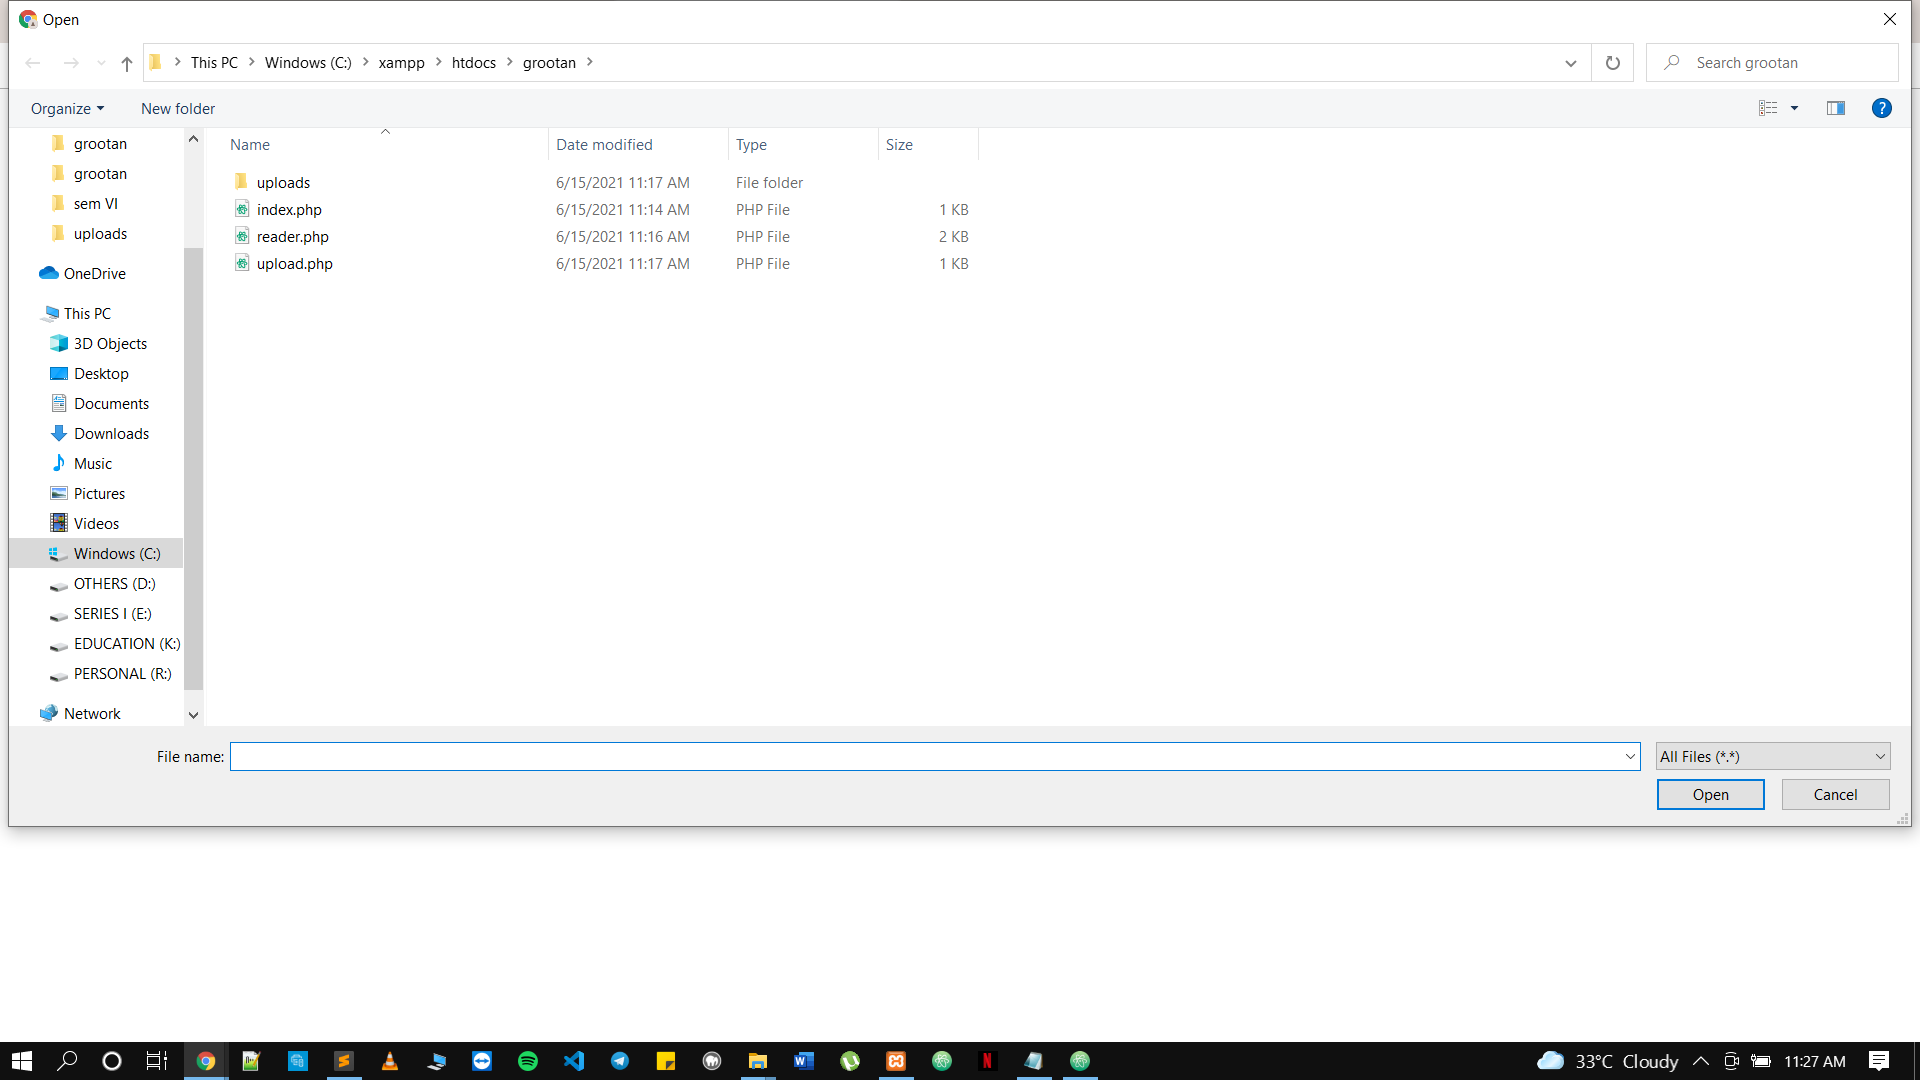 Open
This PC > Windows (C:) > xampp > htdocs > grootan >
Search grootan
Organize
New folder
?
grootan
grootan
sem VI
uploads
OneDrive
This PC
3D Objects
Desktop
Documents
Downloads
Music
Pictures
Videos
Windows (C:)
OTHERS (D:)
SERIES I (E:)
EDUCATION (K:)
PERSONAL (R:)
Network
Name Date modified Type Size
uploads 6/15/2021 11:17 AM File folder
index.php 6/15/2021 11:14 AM PHP File 1 KB
reader.php 6/15/2021 11:16 AM PHP File 2 KB
upload.php 6/15/2021 11:17 AM PHP File 1 KB
File name:
All Files (*.*)
Open
Cancel
33°C Cloudy
11:27 AM